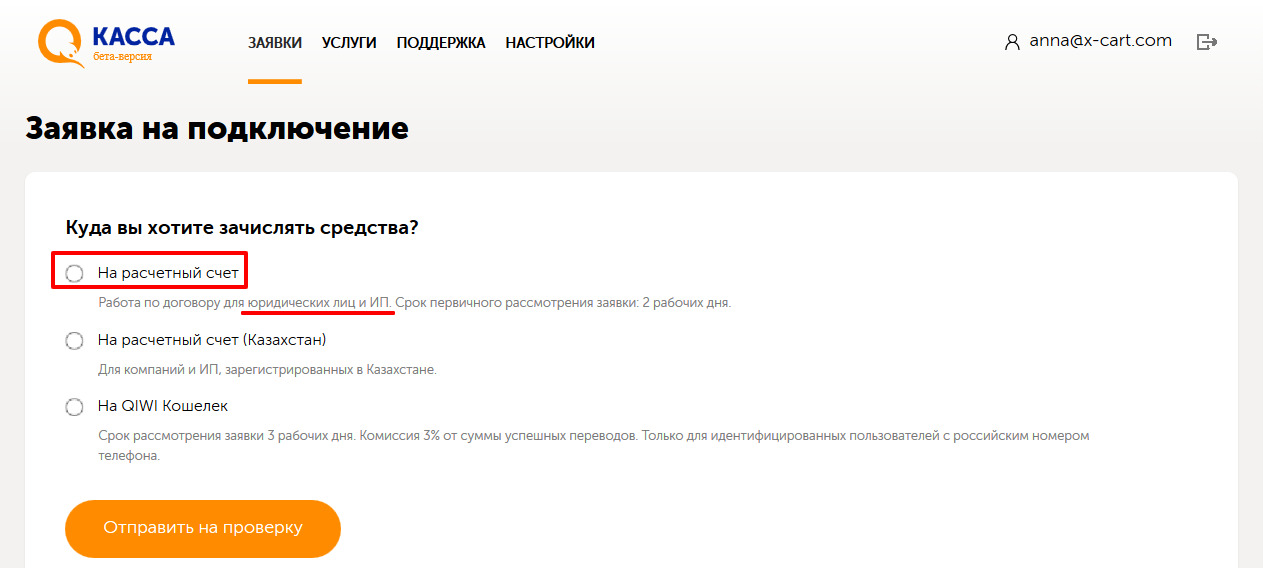 КАССА
бета-версия
ЗАЯВКИ УСЛУГИ ПОДДЕРЖКА НАСТРОЙКИ
anna@x-cart.com
Заявка на подключение
Куда вы хотите зачислять средства?
На расчетный счет
Работа по договору для юридических лиц и ИП. Срок первичного рассмотрения заявки: 2 рабочих дня.
На расчетный счет (Казахстан)
Для компаний и ИП, зарегистрированных в Казахстане.
На QIWI Кошелек
Срок рассмотрения заявки 3 рабочих дня. Комиссия 3% от суммы успешных переводов. Только для идентифицированных пользователей с российским номером
телефона.
Отправить на проверку